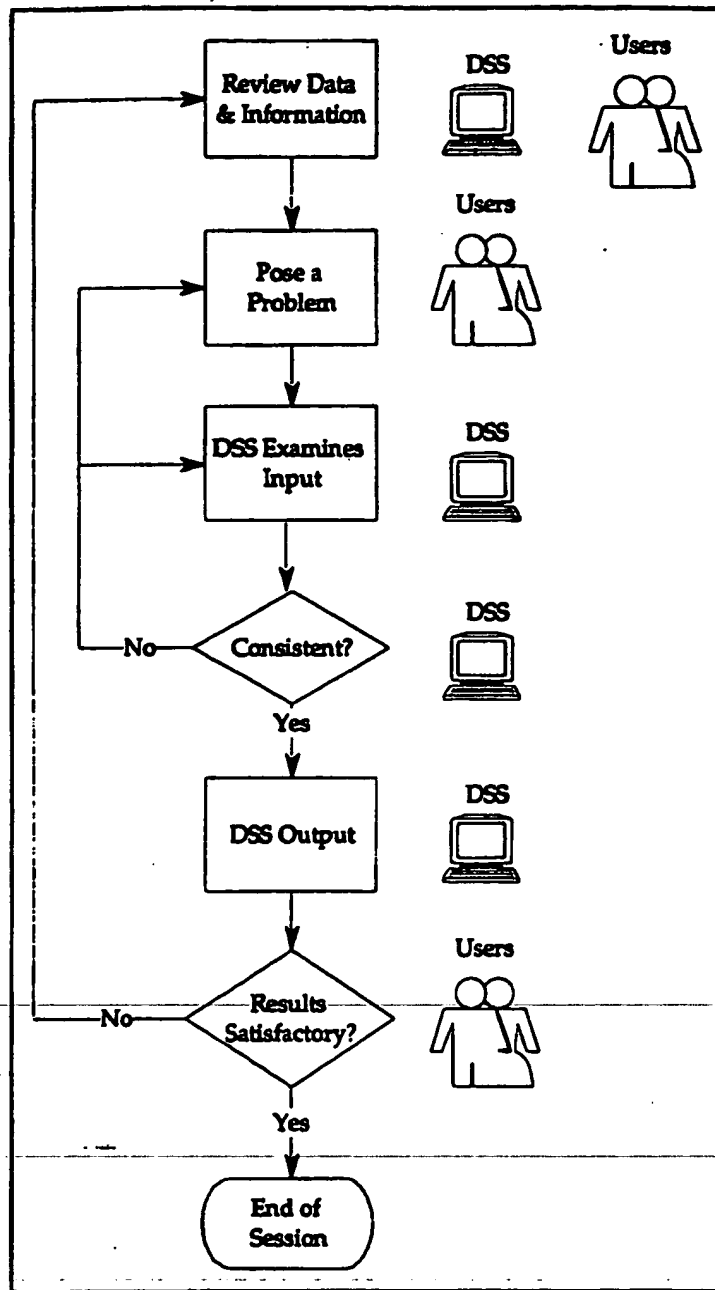 Users
DSS
Review Data
& Information
Users
Pose a
Problem
DSS
DSS Examines
Input
DSS
No
Consistent?
Yes
DSS
DSS Output
Users
No
Results
Satisfactory?
Yes
End of
Session